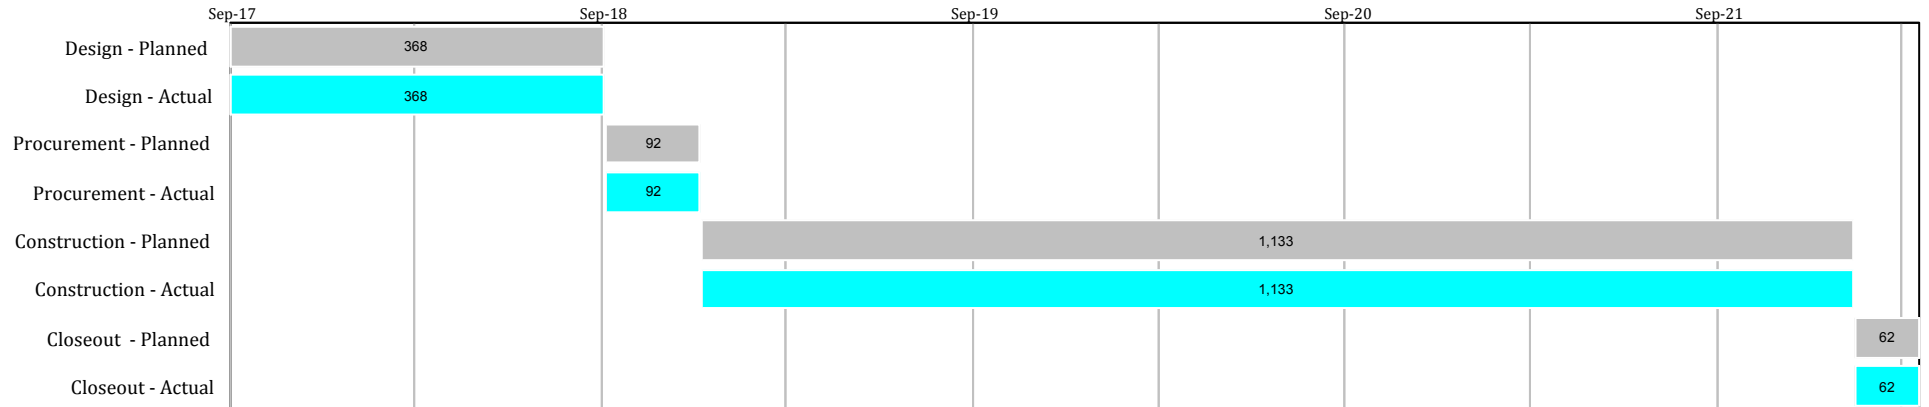 Sep-17 Sep-18 Sep-19 Sep-20 Sep-21
Design - Planned 368
Design - Actual 368
Procurement - Planned 92
Procurement - Actual 92
Construction - Planned 1,133
Construction - Actual 1,133
Closeout  - Planned 62
Closeout - Actual 62